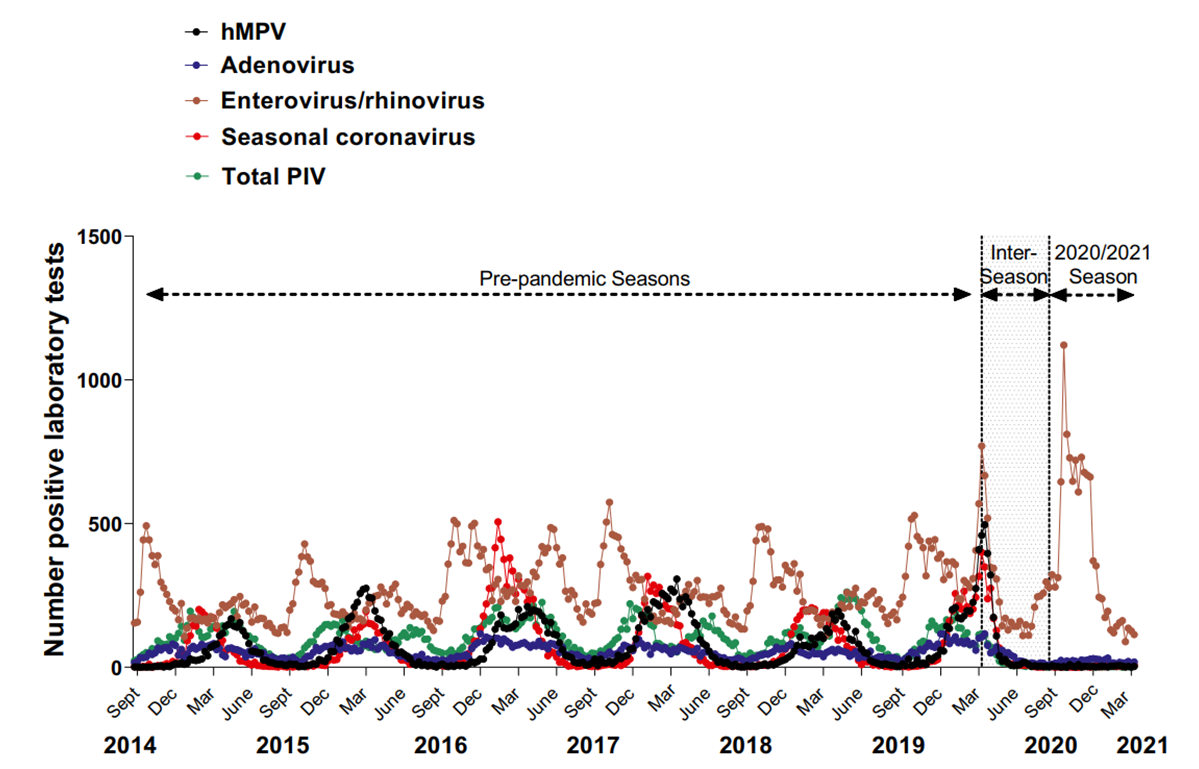 hMPV
Adenovirus
Enterovirus/rhinovirus
Seasonal coronavirus
Total PIV
Number positive laboratory tests
1500
1000
500
0
Pre-pandemic Seasons
Inter-
Season
2020/2021
Season
Sept Dec Mar June Sept Dec Mar June Sept Dec Mar June Sept Dec Mar June Sept Dec Mar June Sept Dec Mar June Sept Dec Mar
2014 2015 2016 2017 2018 2019 2020 2021